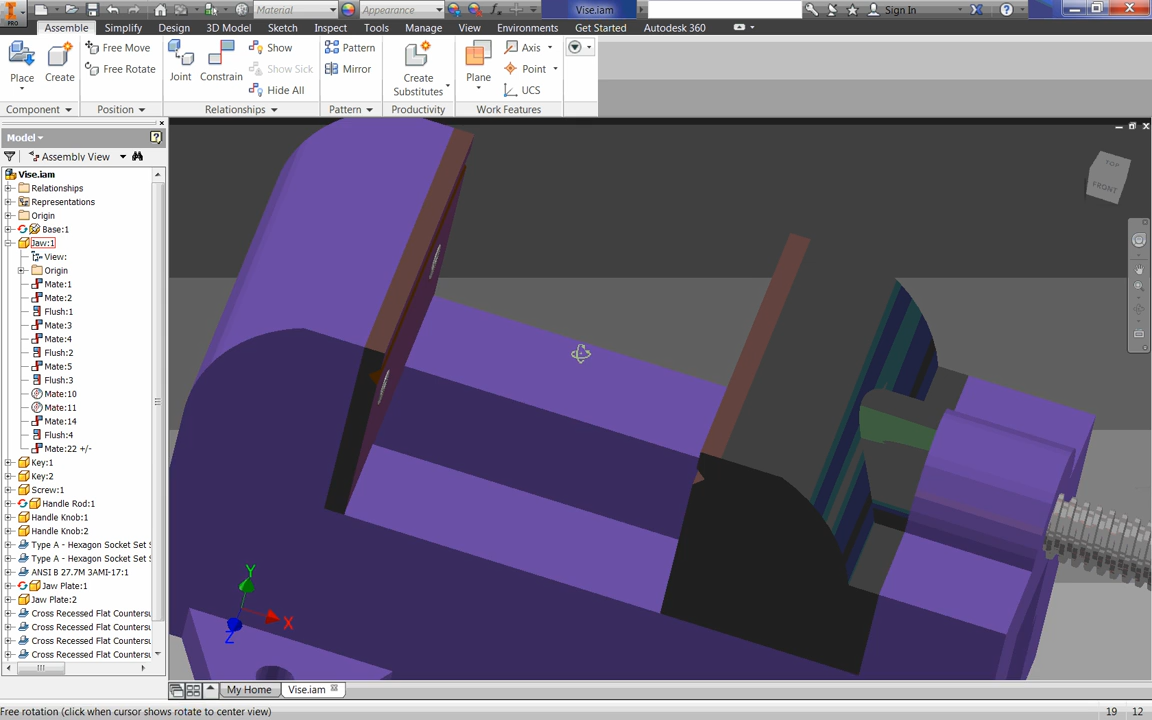 PRO
Material
Appearance
Vise.iam
Sign In
Assemble Simplify Design 3D Model Sketch Inspect Tools Manage View Environments Get Started Autodesk 360
Place
Create
Free Move
Free Rotate
Joint
Constrain
Show
Show Sick
Hide All
Pattern
Mirror
Create
Substitutes
Plane
Axis
Point
UCS
Component Position Relationships Pattern Productivity Work Features
Model
Assembly View
Vise.iam
Relationships
Representations
Origin
Base:1
Jaw:1
View:
Origin
Mate:1
Mate:2
Flush:1
Mate:3
Mate:4
Flush:2
Mate:5
Flush:3
Mate:10
Mate:11
Mate:14
Flush:4
Mate:22 +/-
Key:1
Key:2
Screw:1
Handle Rod:1
Handle Knob:1
Handle Knob:2
Type A - Hexagon Socket Set S
Type A - Hexagon Socket Set S
ANSI B 27.7M 3AMI-17:1
Jaw Plate:1
Jaw Plate:2
Cross Recessed Flat Countersu
Cross Recessed Flat Countersu
Cross Recessed Flat Countersu
Cross Recessed Flat Countersu
TOP
FRONT
Y
X
Z
My Home
Vise.iam
Free rotation (click when cursor shows rotate to center view)
19 12